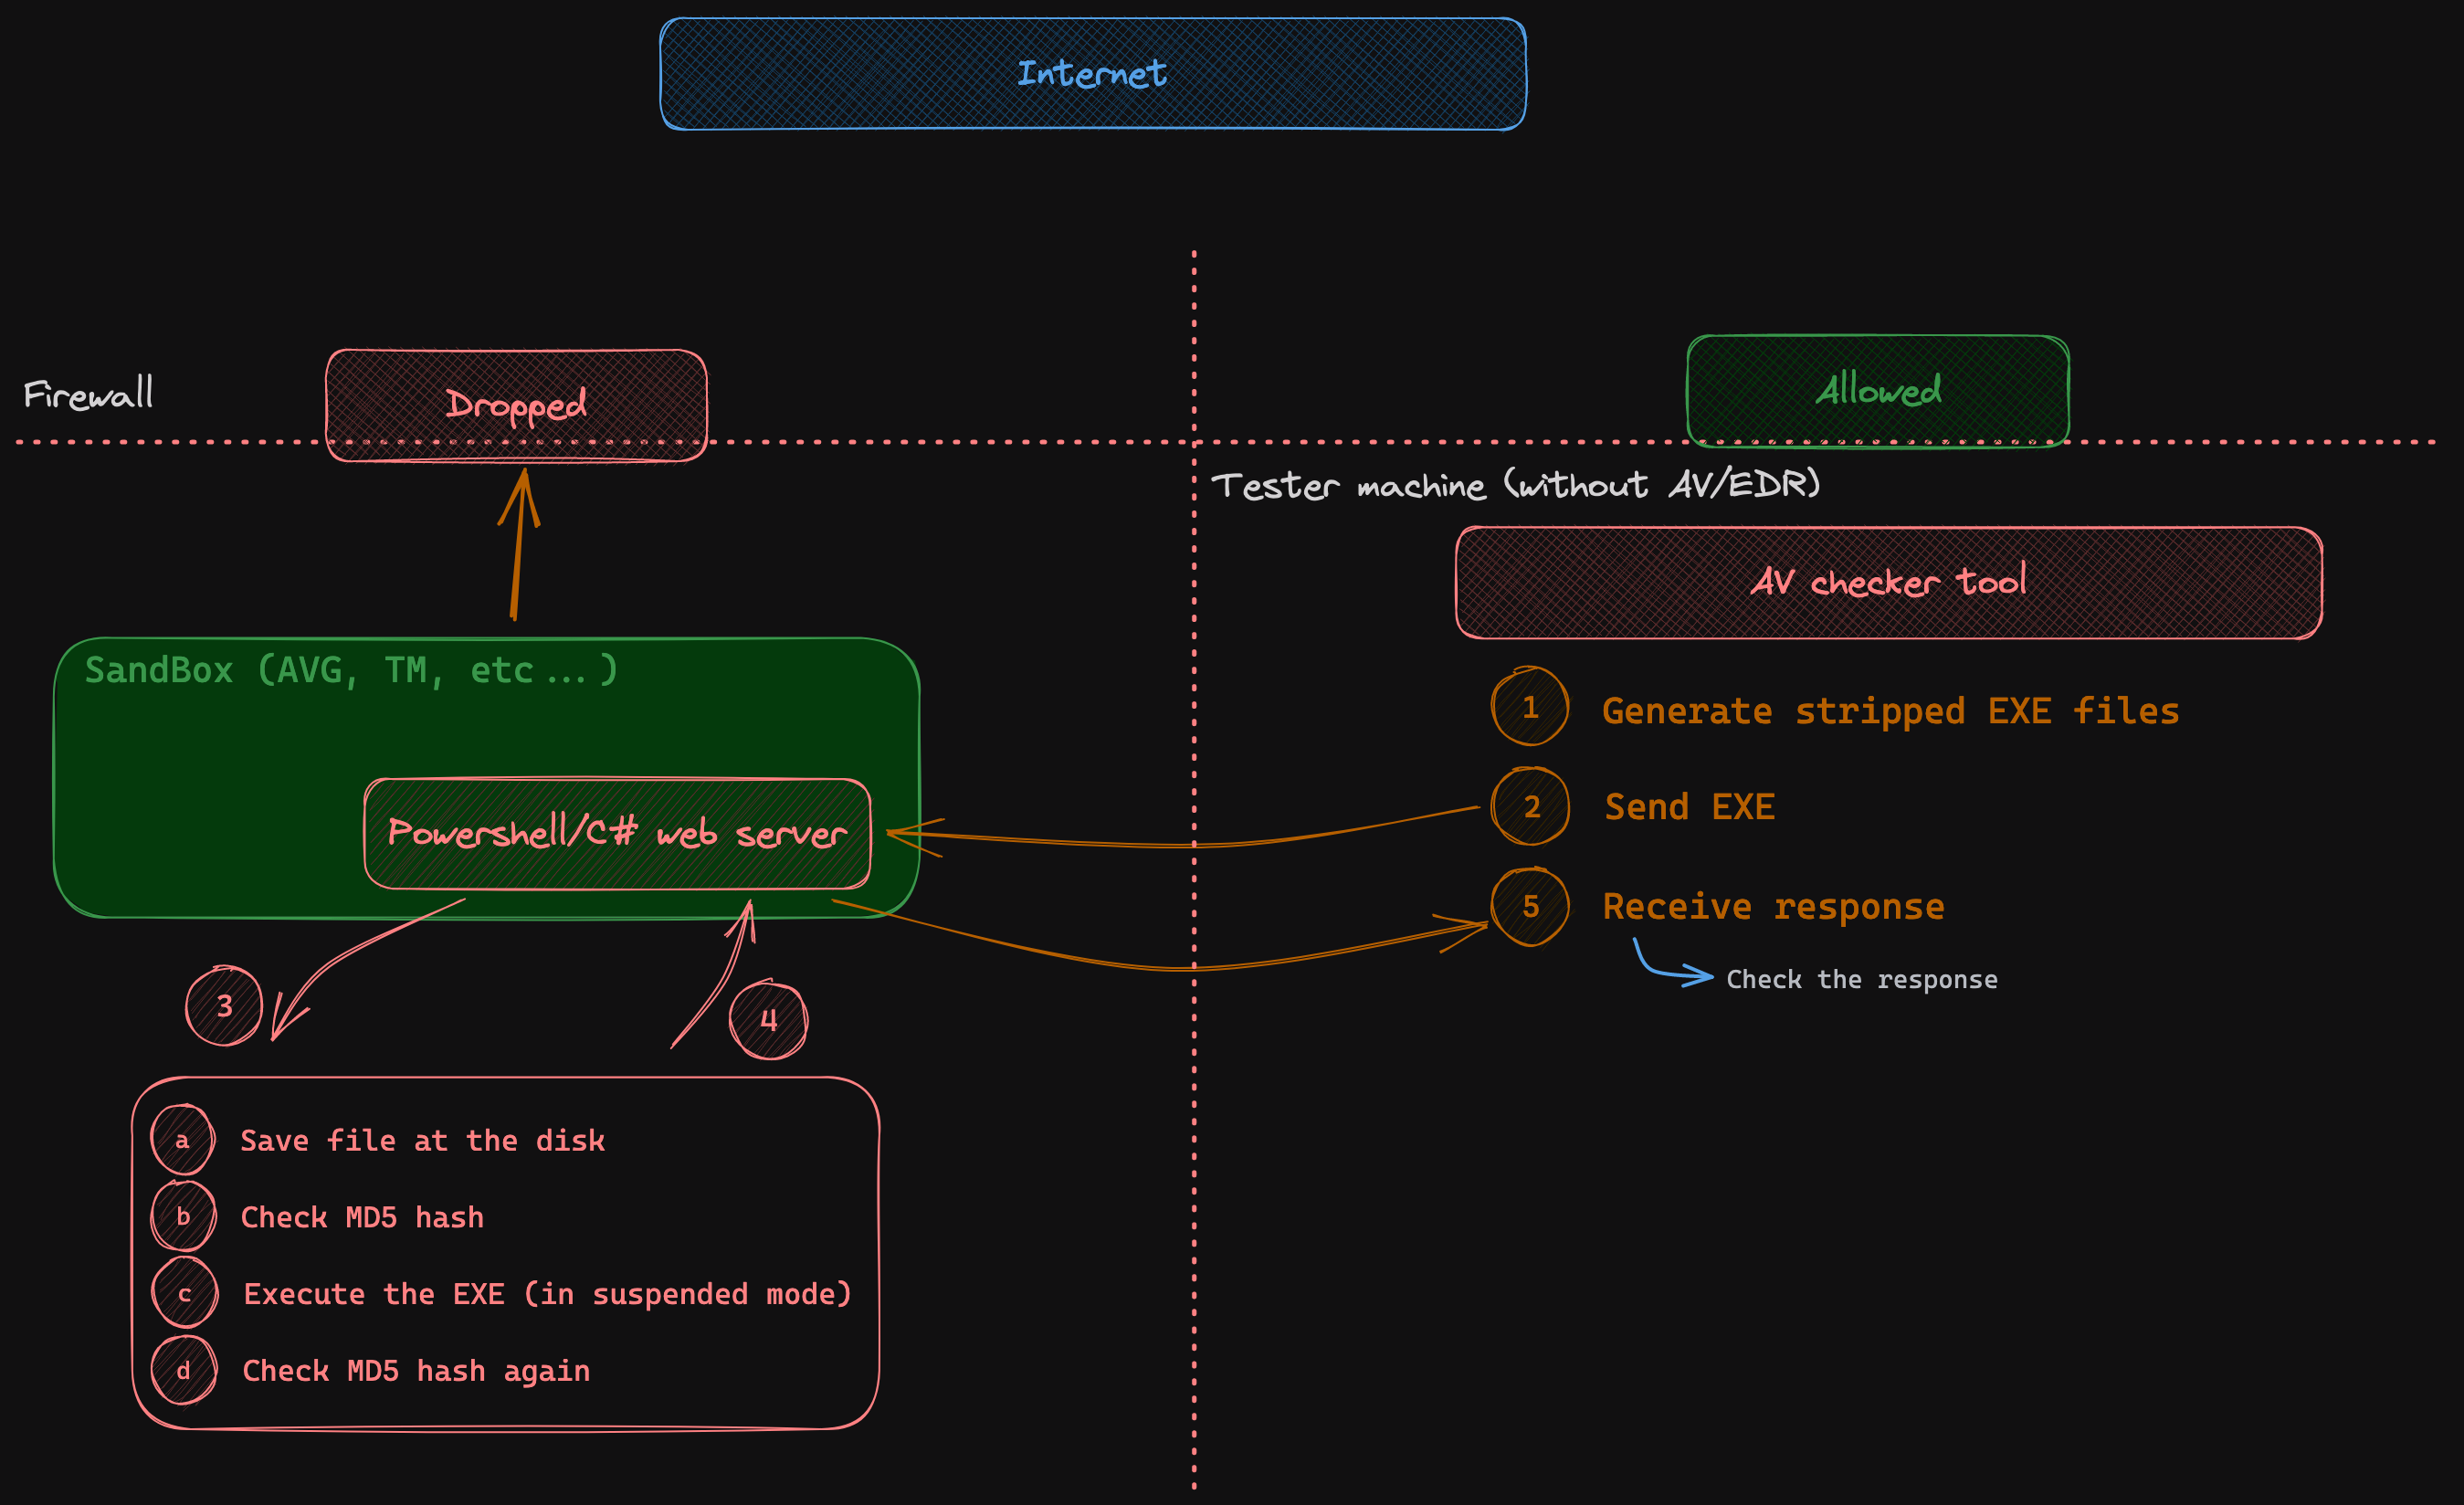 Internet
Firewall
Dropped
Allowed
Tester machine (without AV/EDR)
AV checker tool
SandBox (AVG, TM, etc...)
Powershell/C# web server
1
Generate stripped EXE files
2
Send EXE
5
Receive response
Check the response
3
4
a
Save file at the disk
b
Check MD5 hash
c
Execute the EXE (in suspended mode)
d
Check MD5 hash again